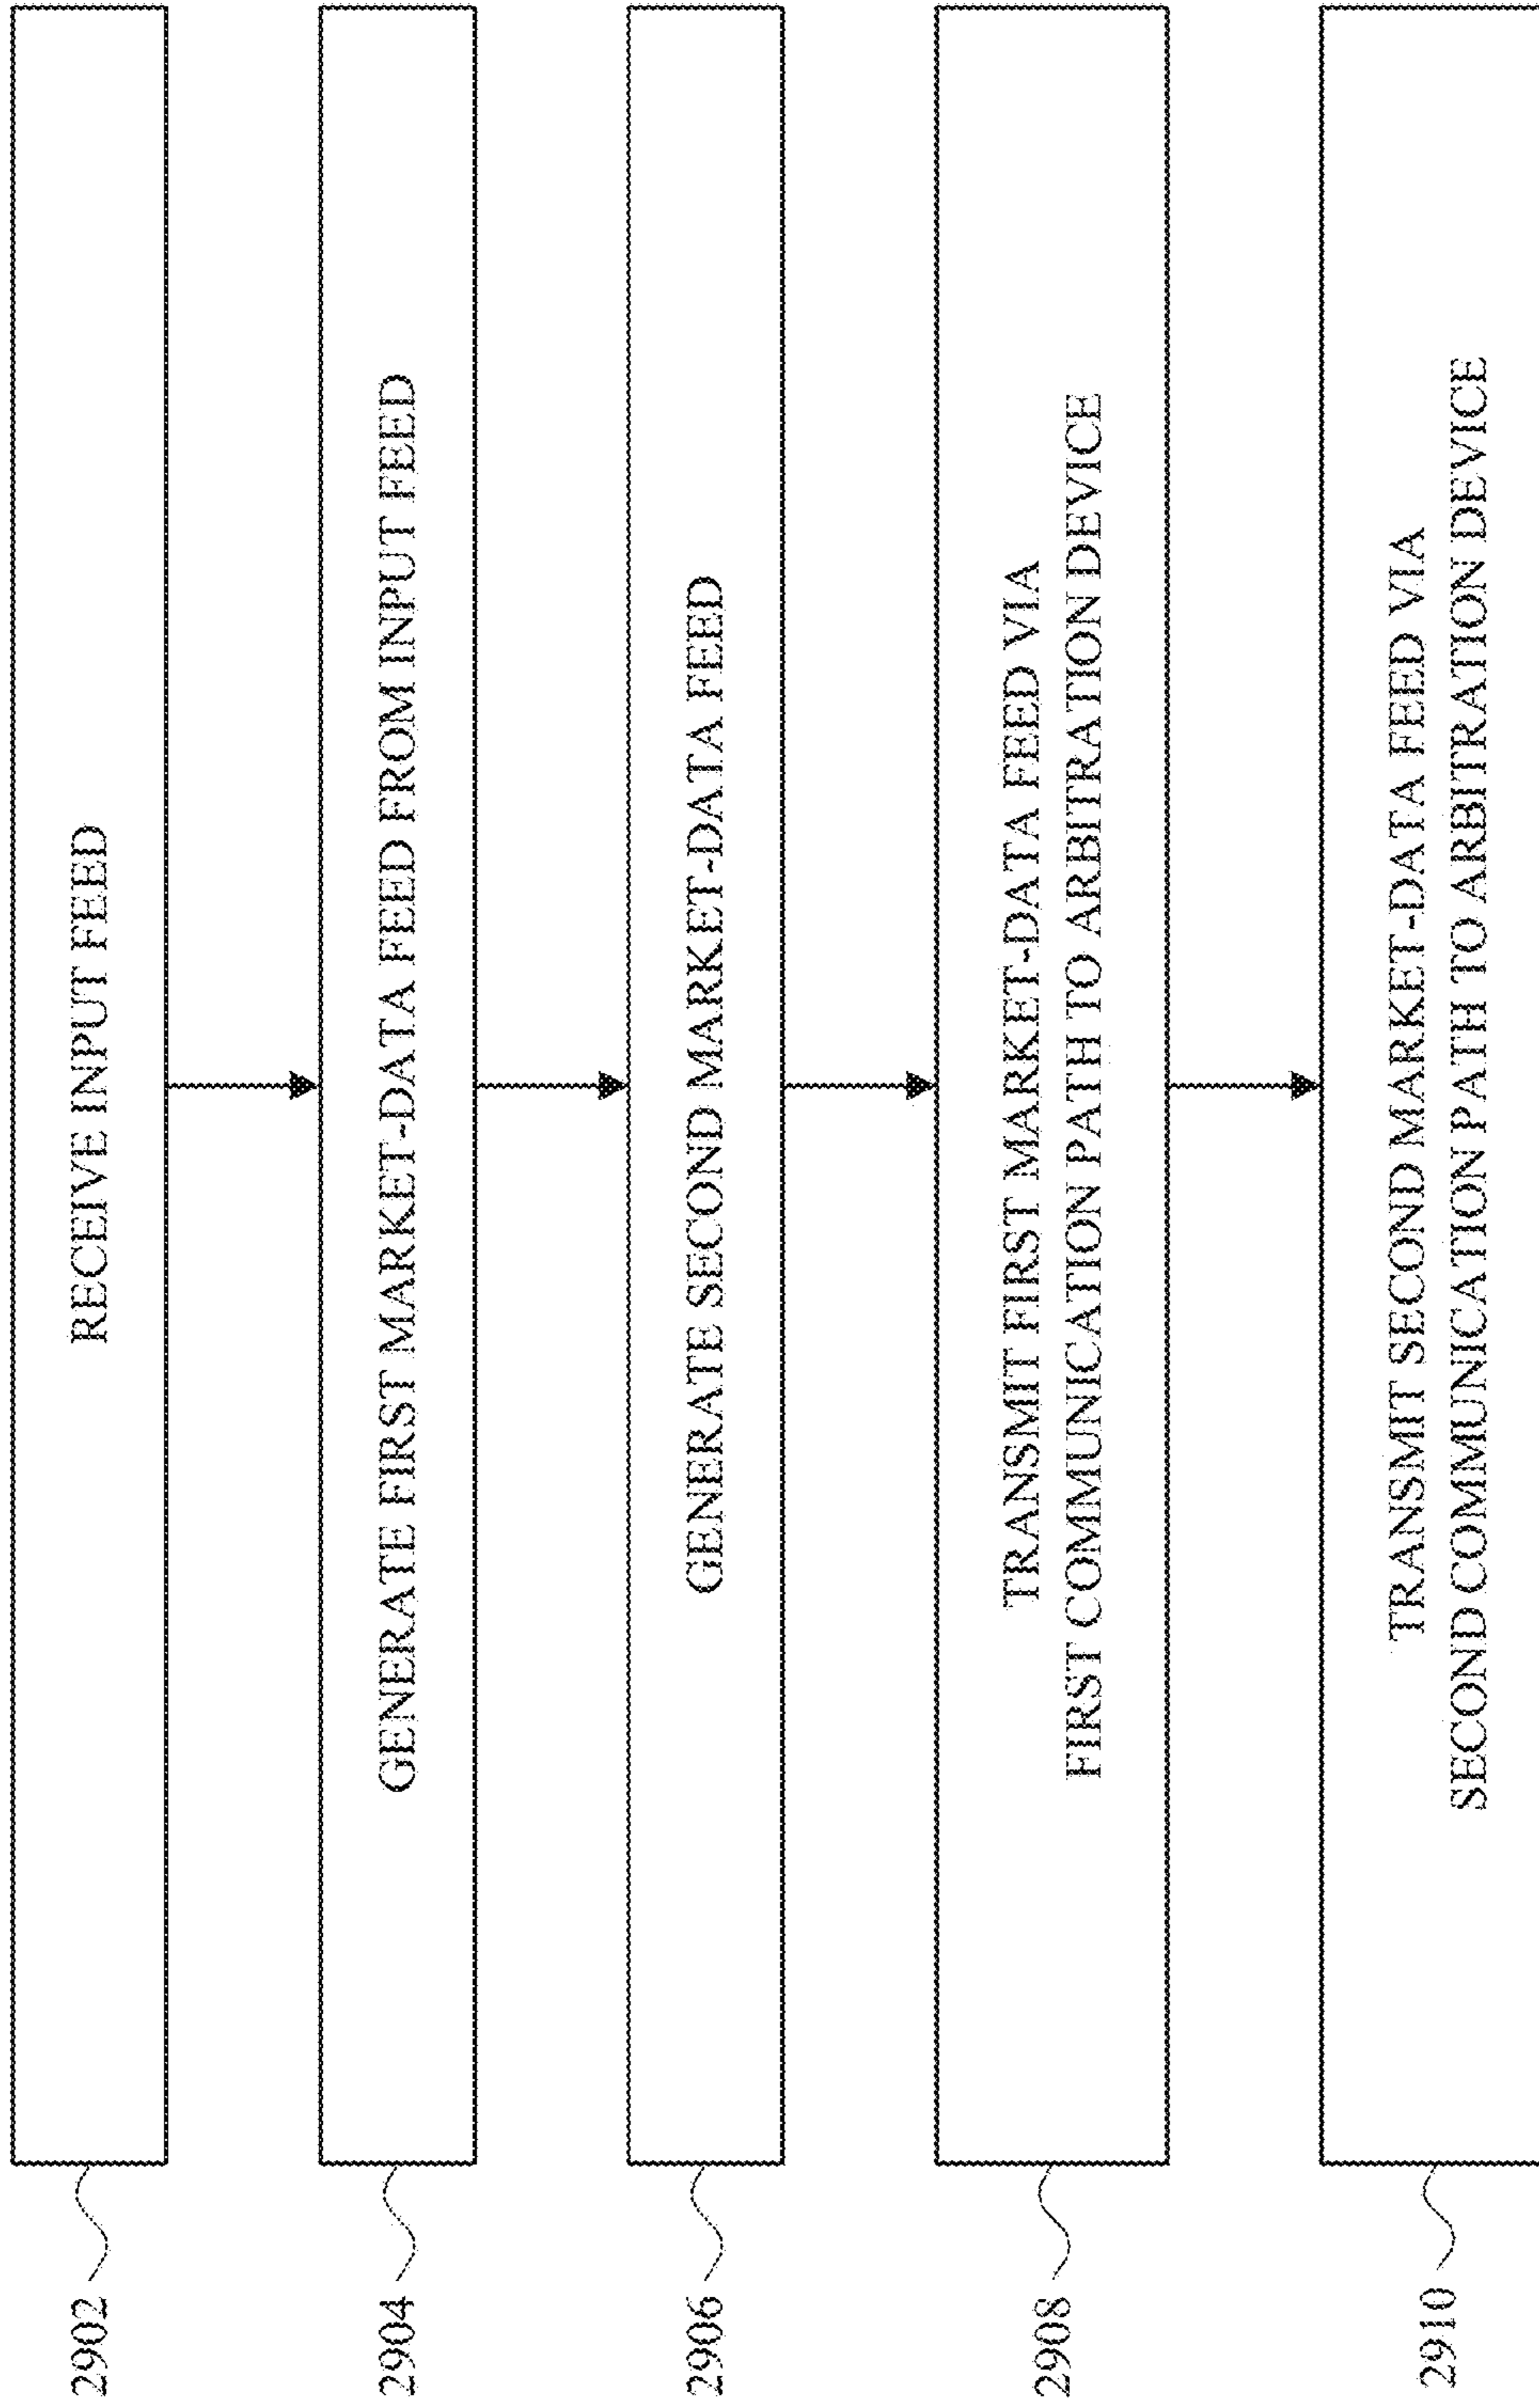 2902
RECEIVE INPUT FEED
2904
GENERATE FIRST MARKET-DATA FEED FROM INPUT FEED
2906
GENERATE SECOND MARKET-DATA FEED
2908
TRANSMIT FIRST MARKET-DATA FEED VIA
FIRST COMMUNICATION PATH TO ARBITRATION DEVICE
2910
TRANSMIT SECOND MARKET-DATA FEED VIA
SECOND COMMUNICATION PATH TO ARBITRATION DEVICE